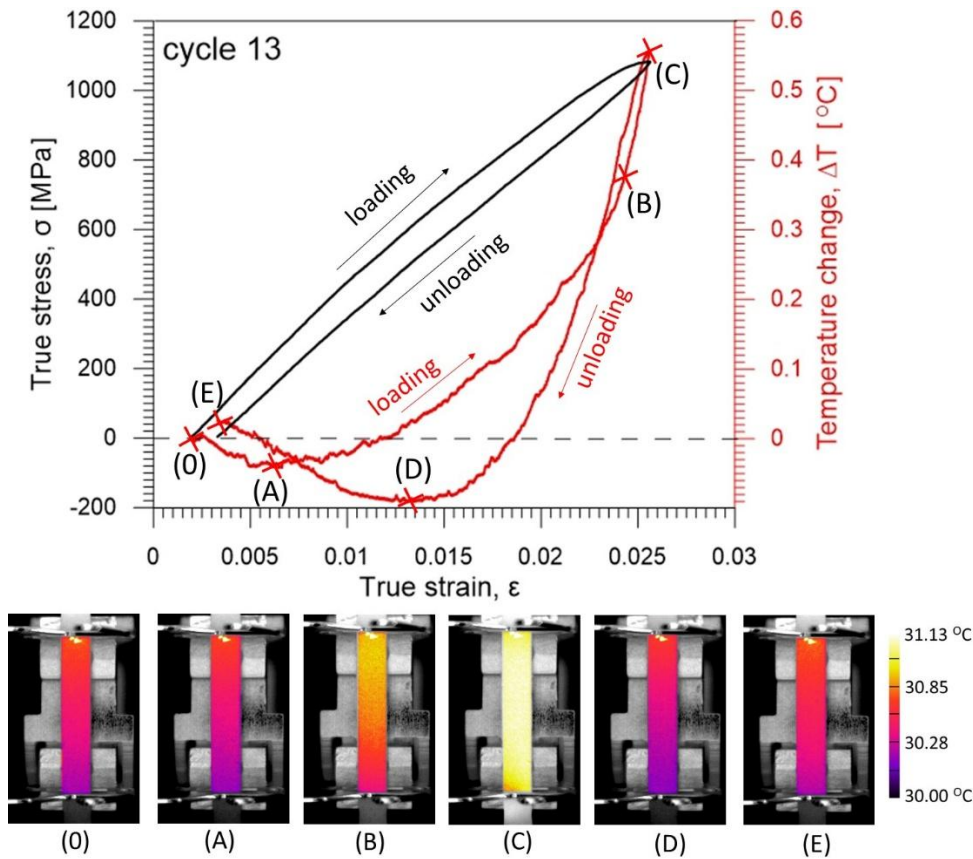 cycle 13
True stress, σ [MPa]
1200
1000
800
600
400
200
0
-200
0
0.005
0.01
0.015
0.02
0.025
0.03
True strain, ε
0.6
0.5
0.4
0.3
0.2
0.1
0
Temperature change, ΔT [°C]
loading
unloading
loading
unloading
(0)
(A)
(B)
(C)
(D)
(E)
31.13 °C
30.85
30.28
30.00 °C
(0) (A) (B) (C) (D) (E)